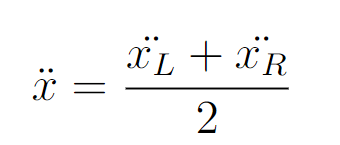 ẍ = (ẍ_L + ẍ_R) / 2